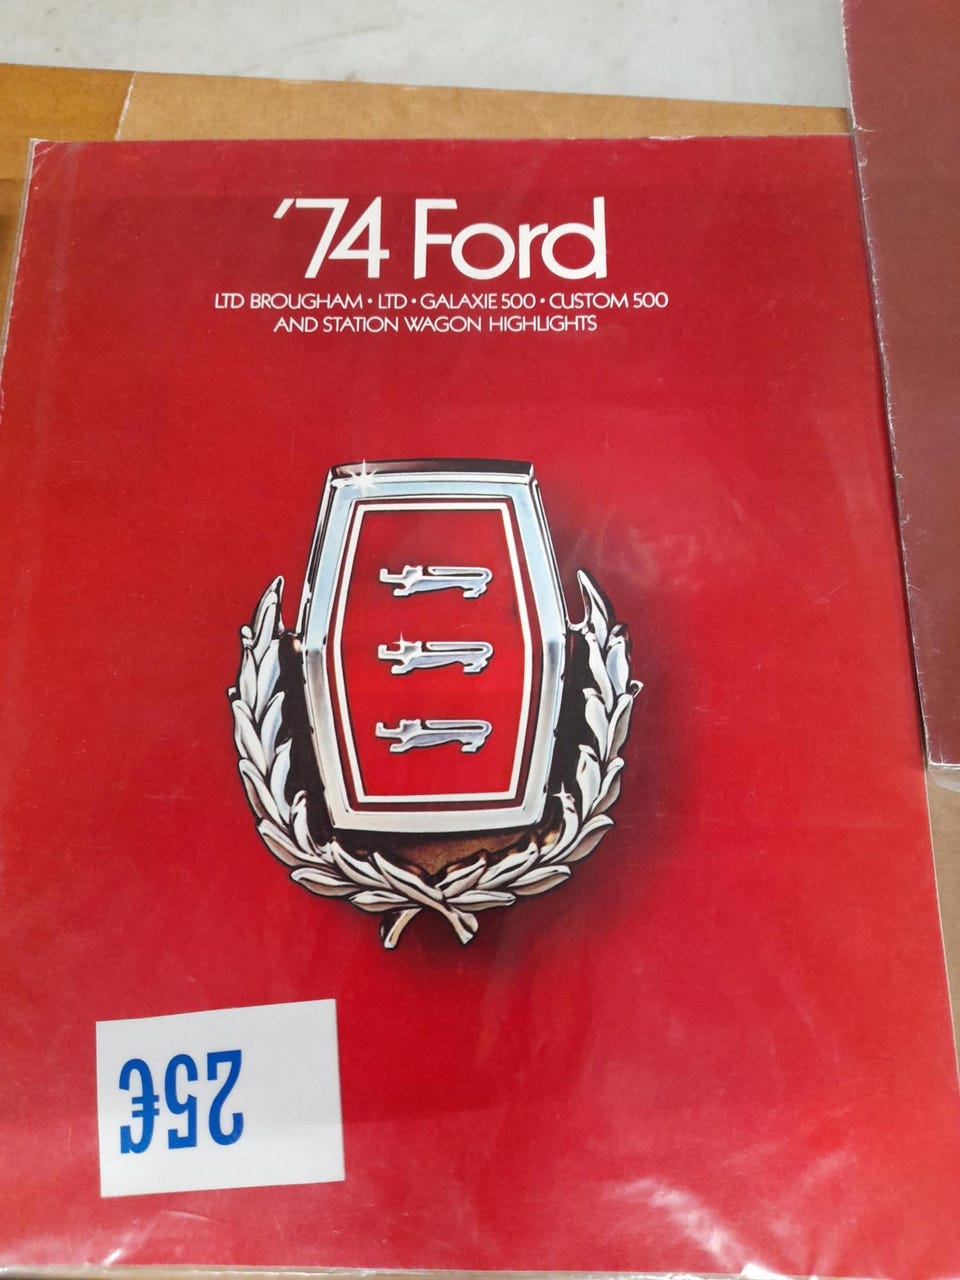 '74 Ford
LTD BROUGHAM • LTD • GALAXIE 500 • CUSTOM 500
AND STATION WAGON HIGHLIGHTS
25€